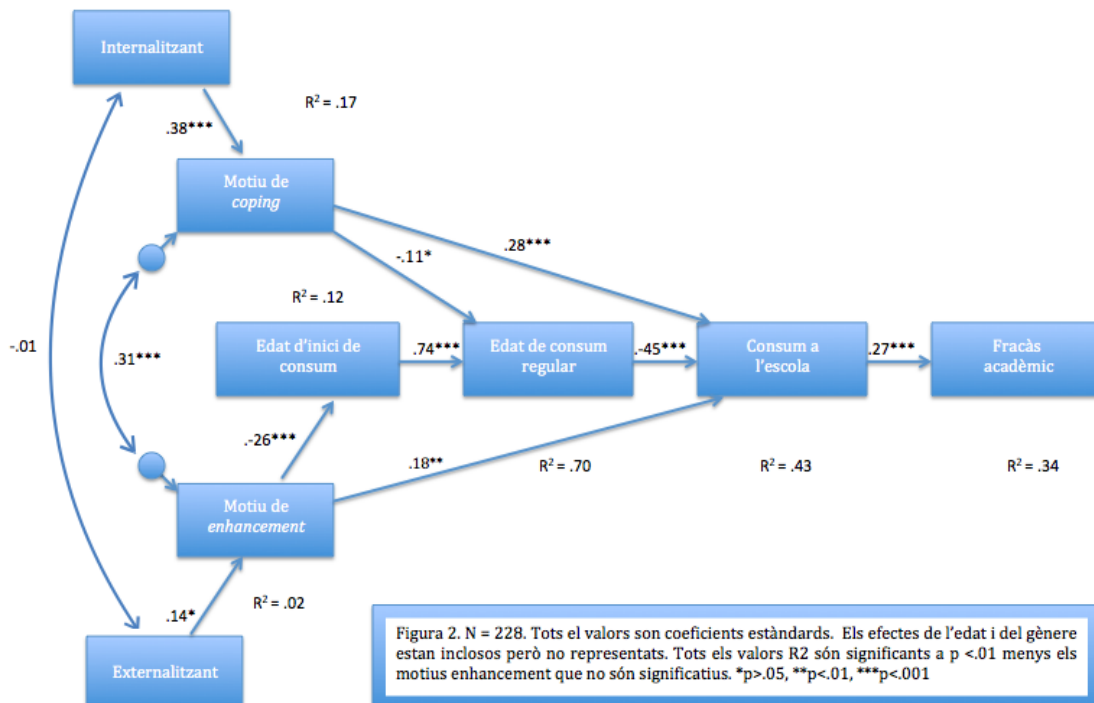 Internalitzant
R² = .17
.38***
Motiu de
coping
.28***
-.11*
R² = .12
-.01
.31***
Edat d'inici de
consum
.74***
Edat de consum
regular
.-45***
Consum a
l'escola
.27***
Fracàs
acadèmic
.-26***
.18**
R² = .70
R² = .43
R² = .34
Motiu de
enhancement
.14*
R² = .02
Externalitzant
Figura 2. N = 228. Tots el valors son coeficients estàndards. Els efectes de l'edat i del gènere
estan inclosos però no representats. Tots els valors R2 són significants a p <.01 menys els
motius enhancement que no són significatius. *p>.05, **p<.01, ***p<.001